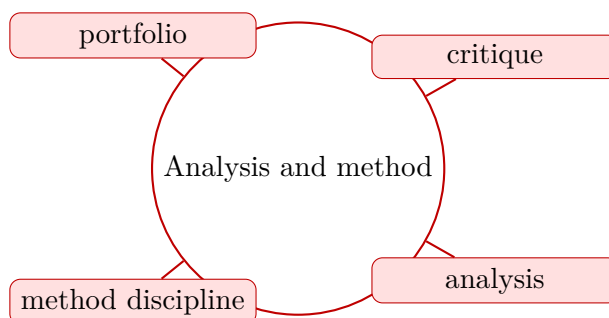 portfolio
critique
Analysis and method
analysis
method discipline